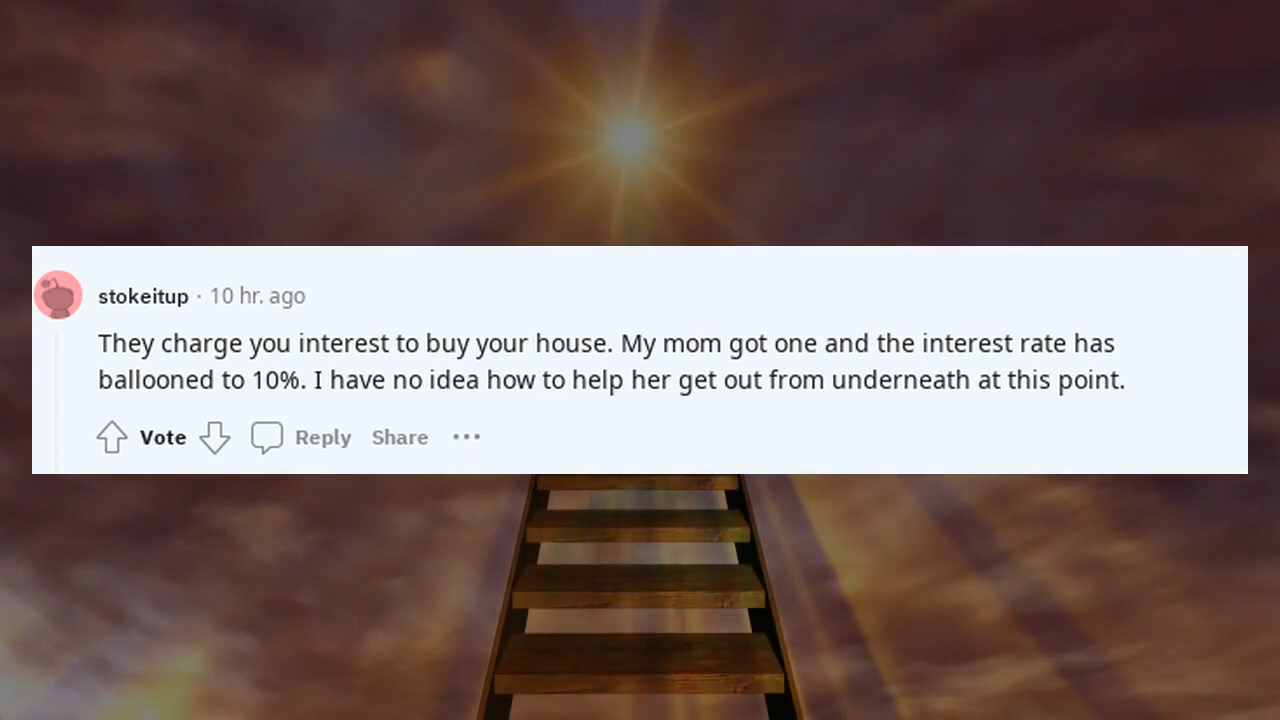 stokeitup · 10 hr. ago
They charge you interest to buy your house. My mom got one and the interest rate has
ballooned to 10%. I have no idea how to help her get out from underneath at this point.
Vote Reply Share •••